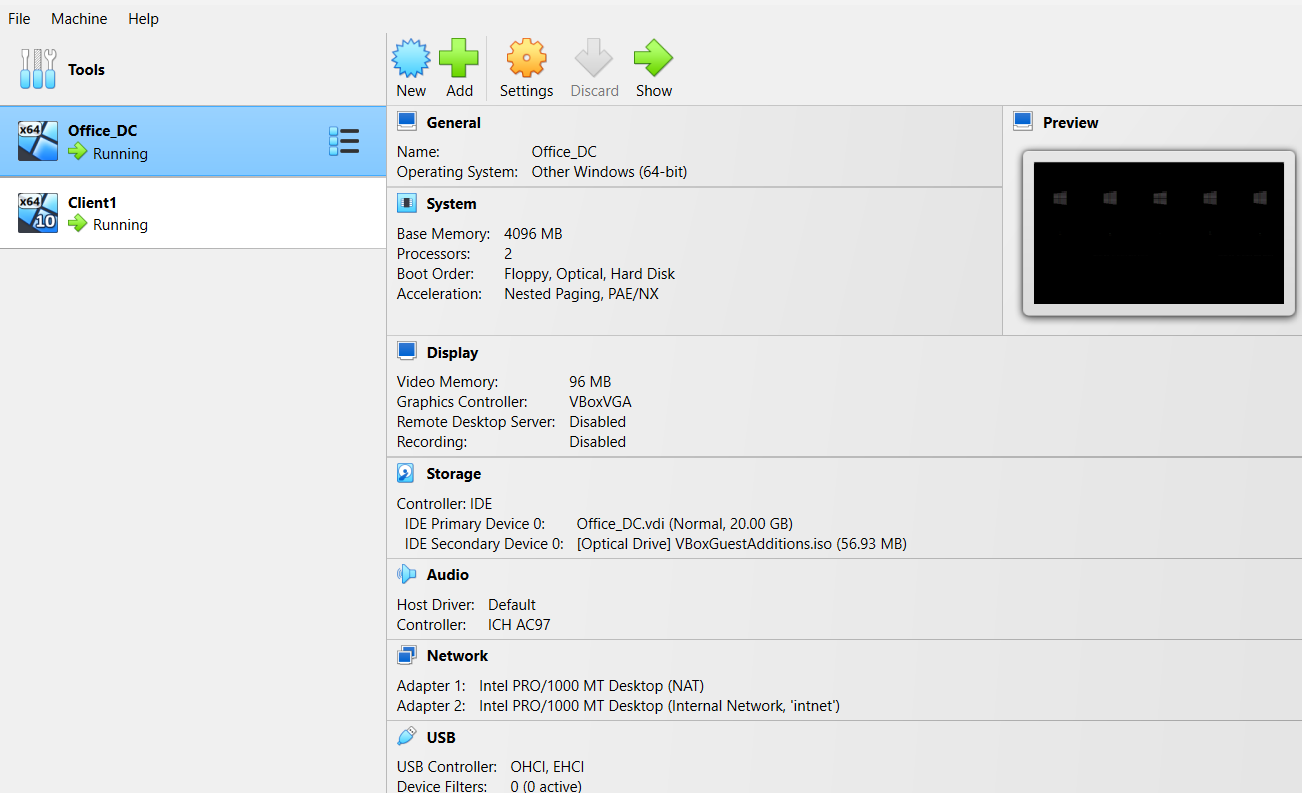 File Machine Help
Tools
New Add Settings Discard Show
x64 Office_DC
Running
x64 10 Client1
Running
General
Name: Office_DC
Operating System: Other Windows (64-bit)
Preview
System
Base Memory: 4096 MB
Processors: 2
Boot Order: Floppy, Optical, Hard Disk
Acceleration: Nested Paging, PAE/NX
Display
Video Memory: 96 MB
Graphics Controller: VBoxVGA
Remote Desktop Server: Disabled
Recording: Disabled
Storage
Controller: IDE
IDE Primary Device 0: Office_DC.vdi (Normal, 20.00 GB)
IDE Secondary Device 0: [Optical Drive] VBoxGuestAdditions.iso (56.93 MB)
Audio
Host Driver: Default
Controller: ICH AC97
Network
Adapter 1: Intel PRO/1000 MT Desktop (NAT)
Adapter 2: Intel PRO/1000 MT Desktop (Internal Network, 'intnet')
USB
USB Controller: OHCI, EHCI
Device Filters: 0 (0 active)